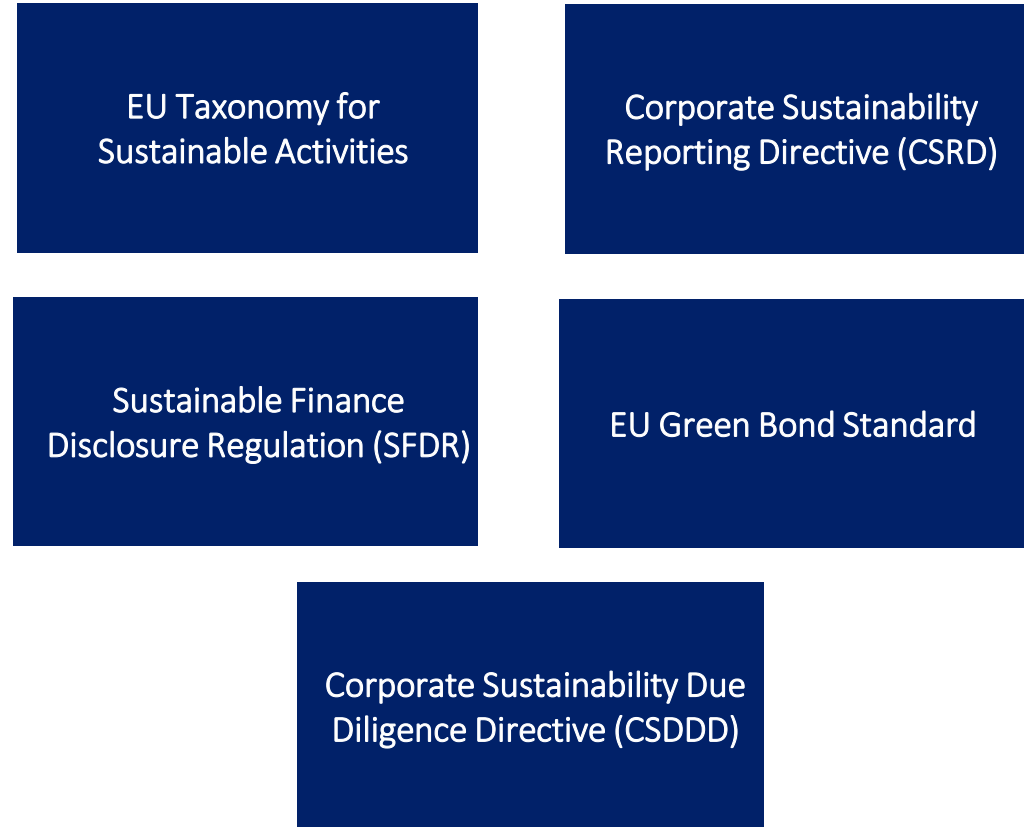 EU Taxonomy for
Sustainable Activities
Corporate Sustainability
Reporting Directive (CSRD)
Sustainable Finance
Disclosure Regulation (SFDR)
EU Green Bond Standard
Corporate Sustainability Due
Diligence Directive (CSDDD)